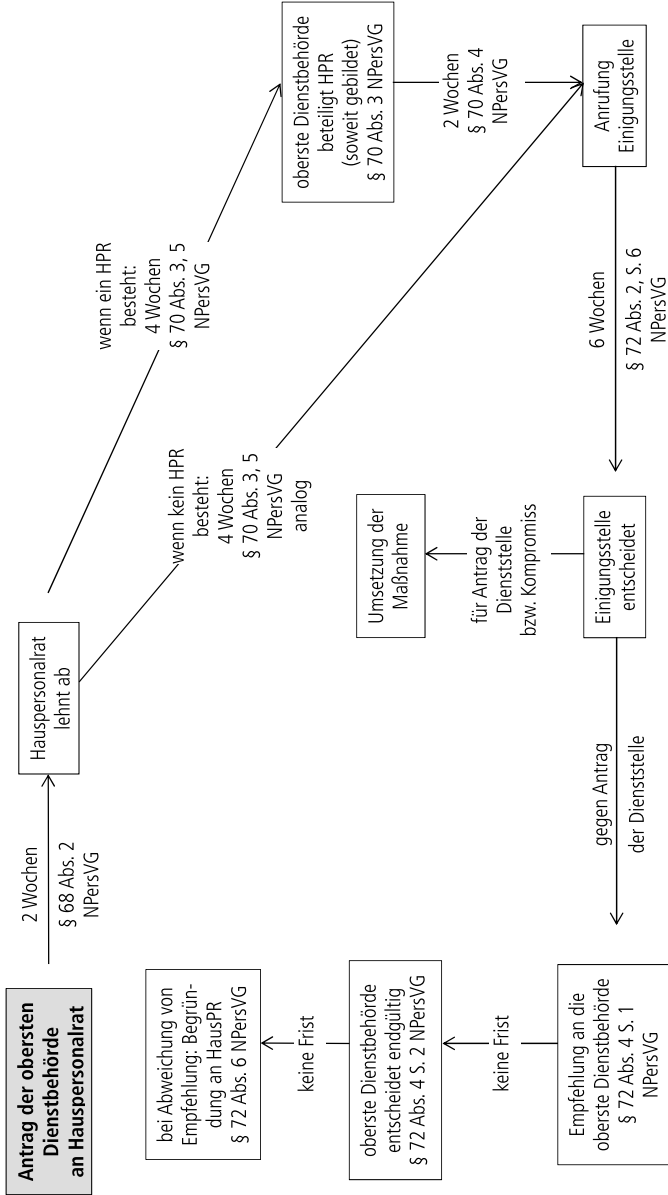 Antrag der obersten
Dienstbehörde
an Hauspersonalrat
2 Wochen
§ 68 Abs. 2
NPersVG
Hauspersonalrat
lehnt ab
wenn ein HPR
besteht:
4 Wochen
§ 70 Abs. 3, 5
NPersVG
oberste Dienstbehörde
beteiligt HPR
(soweit gebildet)
§ 70 Abs. 3 NPersVG
wenn kein HPR
besteht:
4 Wochen
§ 70 Abs. 3, 5
NPersVG
analog
2 Wochen
§ 70 Abs. 4
NPersVG
Anrufung
Einigungsstelle
6 Wochen
§ 72 Abs. 2, S. 6
NPersVG
Einigungsstelle
entscheidet
für Antrag der
Dienststelle
bzw. Kompromiss
Umsetzung der
Maßnahme
gegen Antrag
der Dienststelle
Empfehlung an die
oberste Dienstbehörde
§ 72 Abs. 4 S. 1
NPersVG
keine Frist
oberste Dienstbehörde
entscheidet endgültig
§ 72 Abs. 4 S. 2 NPersVG
keine Frist
bei Abweichung von
Empfehlung: Begrün-
dung an HausPR
§ 72 Abs. 6 NPersVG